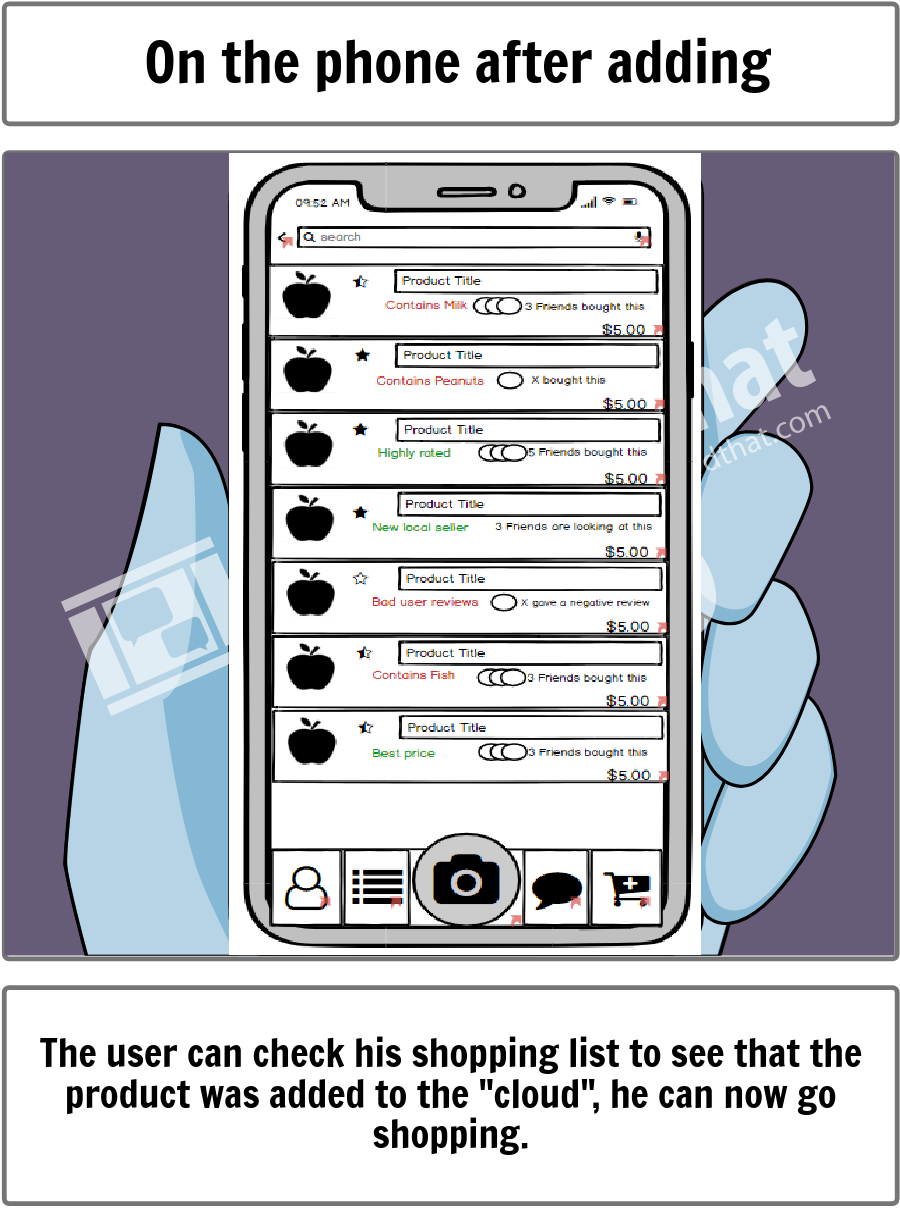 On the phone after adding
09:52 AM
search
Product Title
Contains Milk 3 Friends bought this
$5.00
Product Title
Contains Peanuts X bought this
$5.00
Product Title
Highly rated 5 Friends bought this
$5.00
Product Title
New local seller 3 Friends are looking at this
$5.00
Product Title
Bad user reviews X gave a negative review
$5.00
Product Title
Contains Fish 3 Friends bought this
$5.00
Product Title
Best price 3 Friends bought this
$5.00
hat
dthat.com
The user can check his shopping list to see that the
product was added to the "cloud", he can now go
shopping.